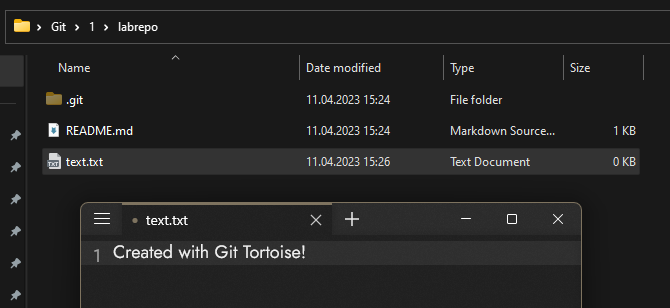 Git > 1 > labrepo
Name Date modified Type Size
.git 11.04.2023 15:24 File folder
README.md 11.04.2023 15:24 Markdown Source... 1 KB
text.txt 11.04.2023 15:26 Text Document 0 KB
text.txt
1 Created with Git Tortoise!